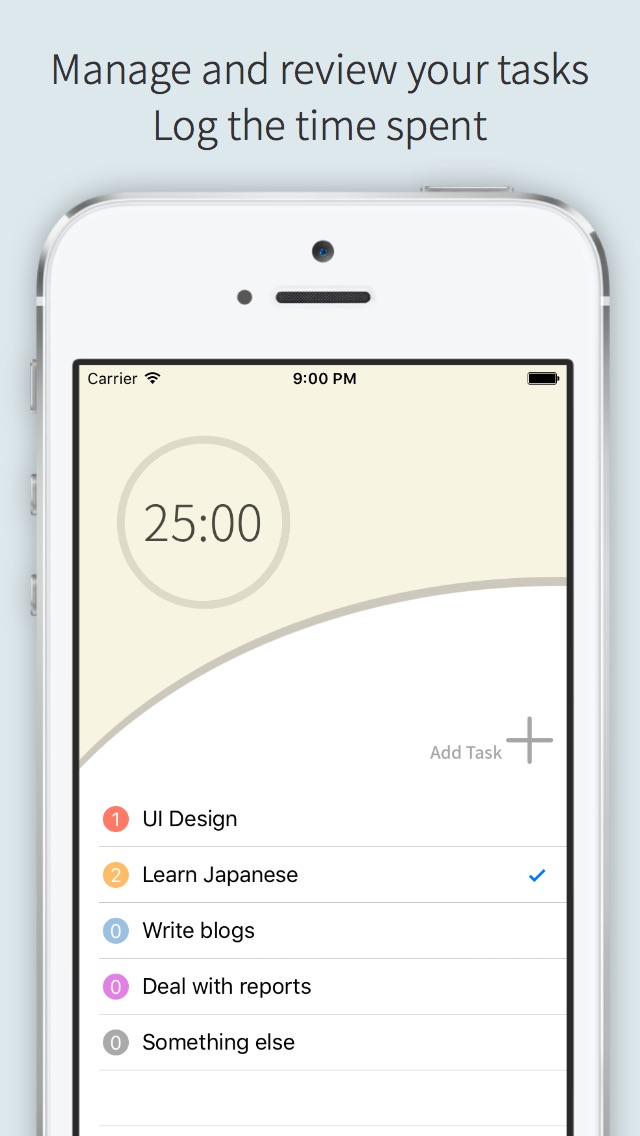 Manage and review your tasks
Log the time spent
Carrier 9:00 PM
25:00
Add Task
1 UI Design
2 Learn Japanese
0 Write blogs
0 Deal with reports
0 Something else